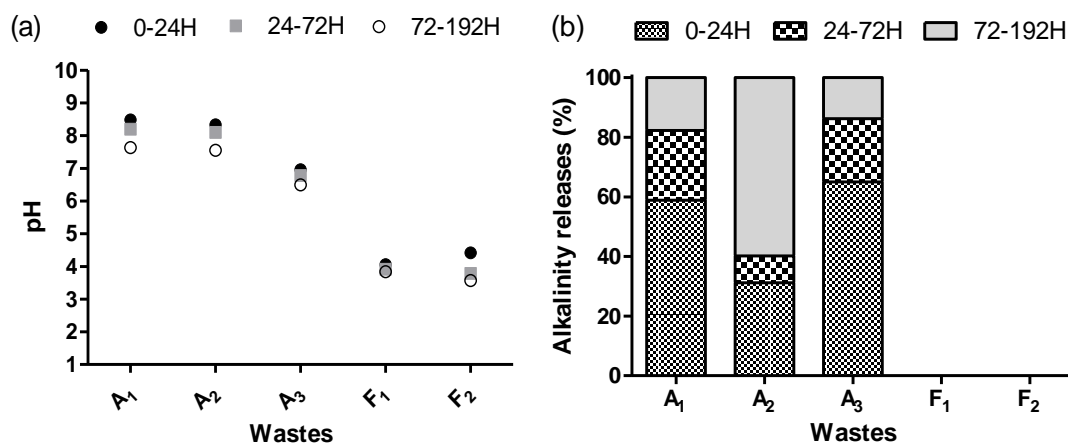 (a) 0-24H 24-72H 72-192H
10
9
8
7
6
5
4
3
2
1
pH
A₁ A₂ A₃ F₁ F₂
Wastes
(b) 0-24H 24-72H 72-192H
100
80
60
40
20
0
Alkalinity releases (%)
A₁ A₂ A₃ F₁ F₂
Wastes